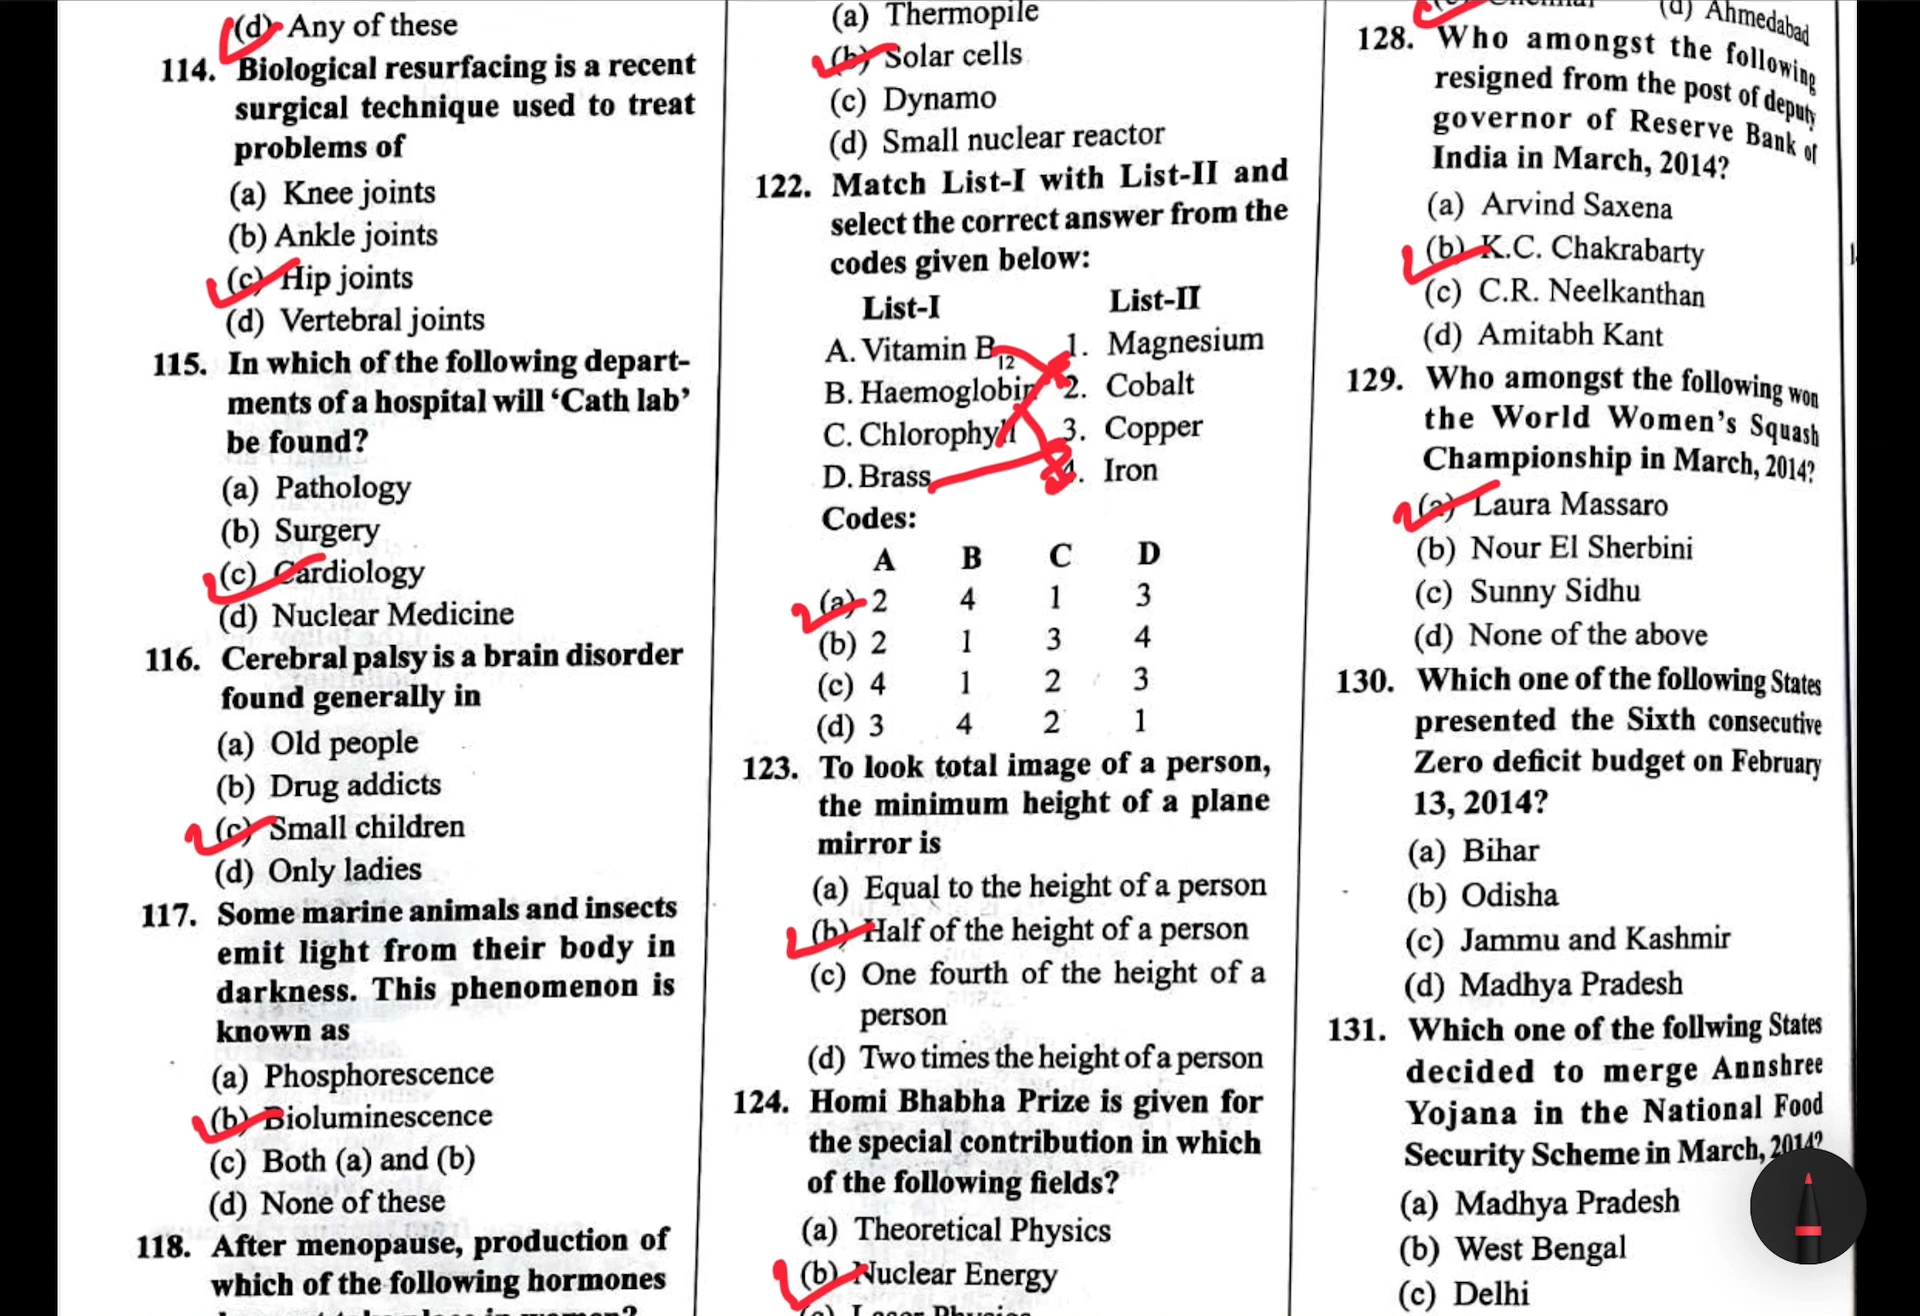 (d) Any of these
114. Biological resurfacing is a recent
surgical technique used to treat
problems of
(a) Knee joints
(b) Ankle joints
(c) Hip joints
(d) Vertebral joints
115. In which of the following depart-
ments of a hospital will ‘Cath lab’
be found?
(a) Pathology
(b) Surgery
(c) Cardiology
(d) Nuclear Medicine
116. Cerebral palsy is a brain disorder
found generally in
(a) Old people
(b) Drug addicts
(c) Small children
(d) Only ladies
117. Some marine animals and insects
emit light from their body in
darkness. This phenomenon is
known as
(a) Phosphorescence
(b) Bioluminescence
(c) Both (a) and (b)
(d) None of these
118. After menopause, production of
which of the following hormones
(a) Thermopile
(b) Solar cells
(c) Dynamo
(d) Small nuclear reactor
122. Match List-I with List-II and
select the correct answer from the
codes given below:
List-I List-II
A. Vitamin B12 1. Magnesium
B. Haemoglobin 2. Cobalt
C. Chlorophyll 3. Copper
D. Brass 4. Iron
Codes:
A B C D
(a) 2 4 1 3
(b) 2 1 3 4
(c) 4 1 2 3
(d) 3 4 2 1
123. To look total image of a person,
the minimum height of a plane
mirror is
(a) Equal to the height of a person
(b) Half of the height of a person
(c) One fourth of the height of a
person
(d) Two times the height of a person
124. Homi Bhabha Prize is given for
the special contribution in which
of the following fields?
(a) Theoretical Physics
(b) Nuclear Energy
(d) Ahmedabad
128. Who amongst the following
resigned from the post of deputy
governor of Reserve Bank of
India in March, 2014?
(a) Arvind Saxena
(b) K.C. Chakrabarty
(c) C.R. Neelkanthan
(d) Amitabh Kant
129. Who amongst the following won
the World Women’s Squash
Championship in March, 2014?
(a) Laura Massaro
(b) Nour El Sherbini
(c) Sunny Sidhu
(d) None of the above
130. Which one of the following States
presented the Sixth consecutive
Zero deficit budget on February
13, 2014?
(a) Bihar
(b) Odisha
(c) Jammu and Kashmir
(d) Madhya Pradesh
131. Which one of the follwing States
decided to merge Annshree
Yojana in the National Food
Security Scheme in March, 2014?
(a) Madhya Pradesh
(b) West Bengal
(c) Delhi